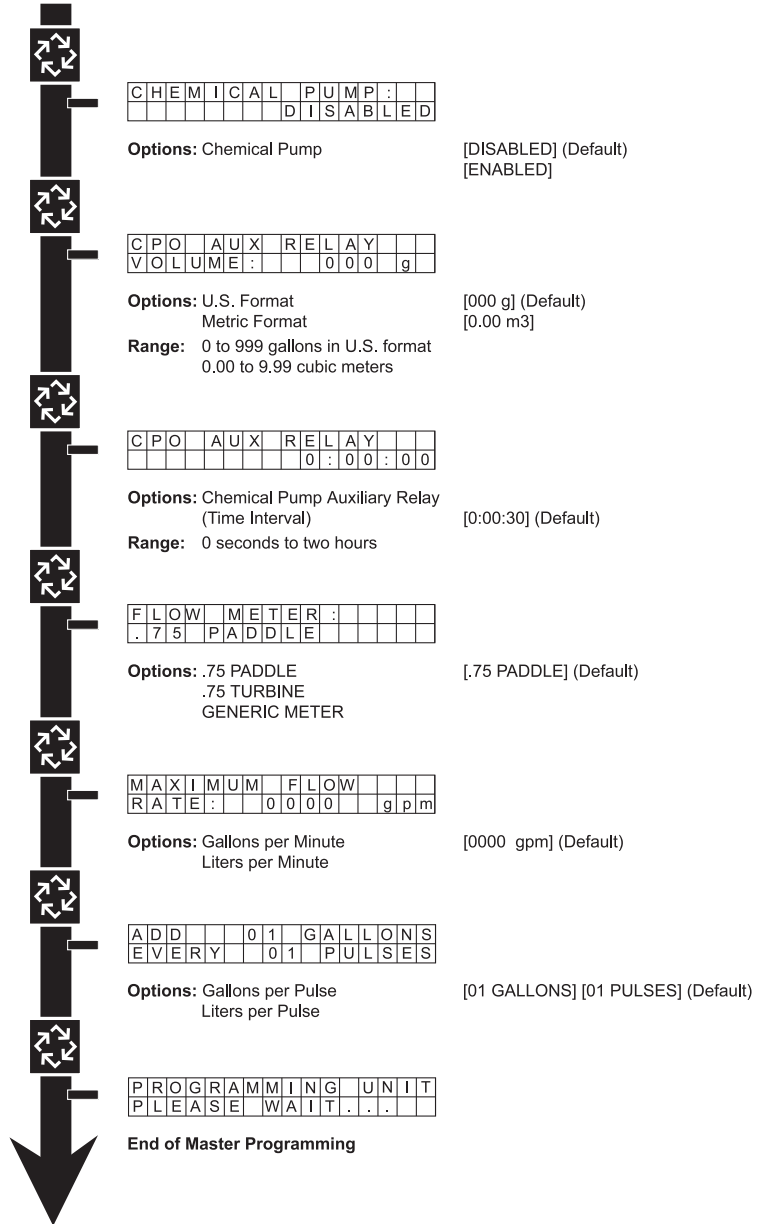 CHEMICAL PUMP:
DISABLED
Options: Chemical Pump [DISABLED] (Default)
[ENABLED]
CPO AUX RELAY
VOLUME: 000 g
Options: U.S. Format [000 g] (Default)
Metric Format [0.00 m3]
Range: 0 to 999 gallons in U.S. format
0.00 to 9.99 cubic meters
CPO AUX RELAY
0:00:00
Options: Chemical Pump Auxiliary Relay
(Time Interval) [0:00:30] (Default)
Range: 0 seconds to two hours
FLOW METER:
.75 PADDLE
Options: .75 PADDLE [.75 PADDLE] (Default)
.75 TURBINE
GENERIC METER
MAXIMUM FLOW
RATE: 0000 gpm
Options: Gallons per Minute [0000 gpm] (Default)
Liters per Minute
ADD 01 GALLONS
EVERY 01 PULSES
Options: Gallons per Pulse [01 GALLONS] [01 PULSES] (Default)
Liters per Pulse
PROGRAMMING UNIT
PLEASE WAIT...
End of Master Programming